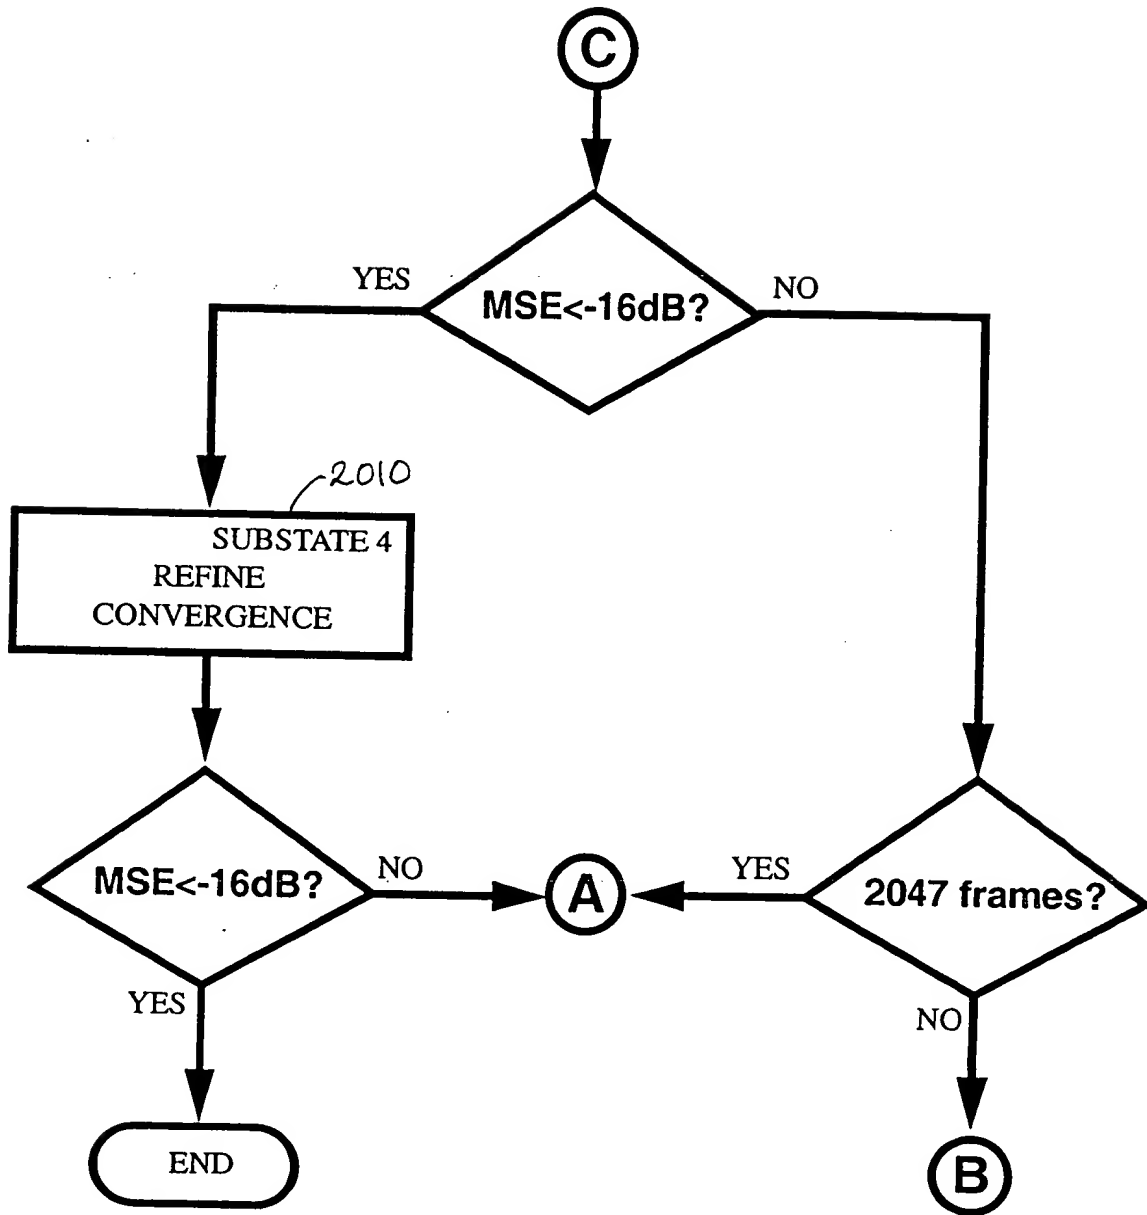 C
YES
MSE<-16dB?
NO
2010
SUBSTATE 4
REFINE
CONVERGENCE
MSE<-16dB?
NO
A
YES
2047 frames?
YES
NO
END
B